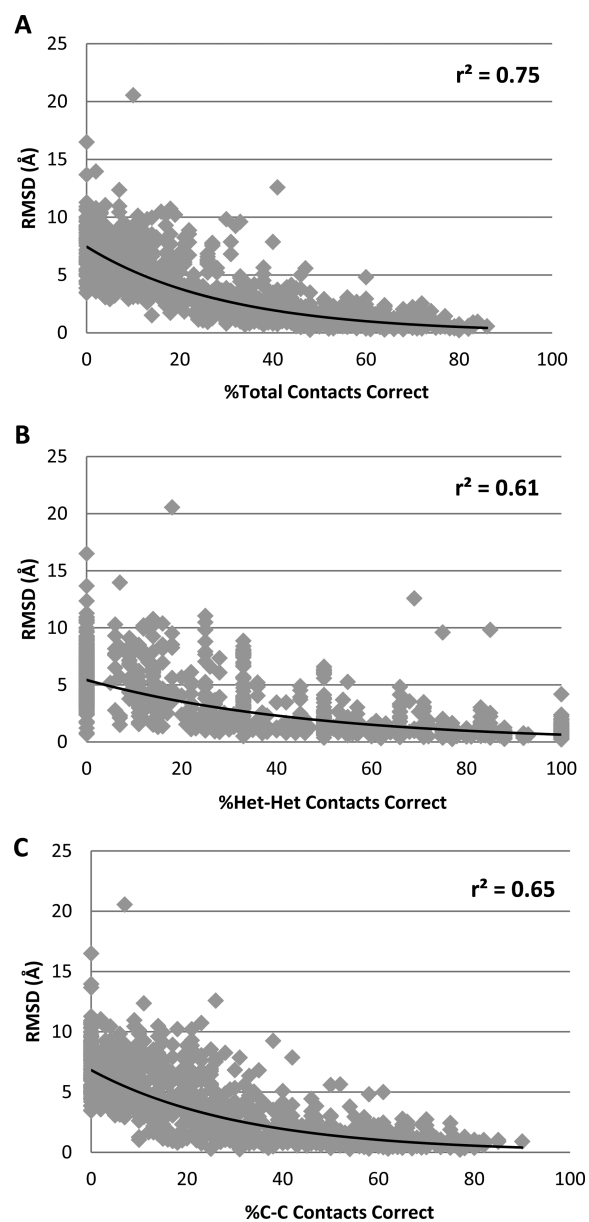 A
25
20
15
10
5
0
RMSD (Å)
r² = 0.75
0 20 40 60 80 100
%Total Contacts Correct
B
25
20
15
10
5
0
RMSD (Å)
r² = 0.61
0 20 40 60 80 100
%Het-Het Contacts Correct
C
25
20
15
10
5
0
RMSD (Å)
r² = 0.65
0 20 40 60 80 100
%C-C Contacts Correct